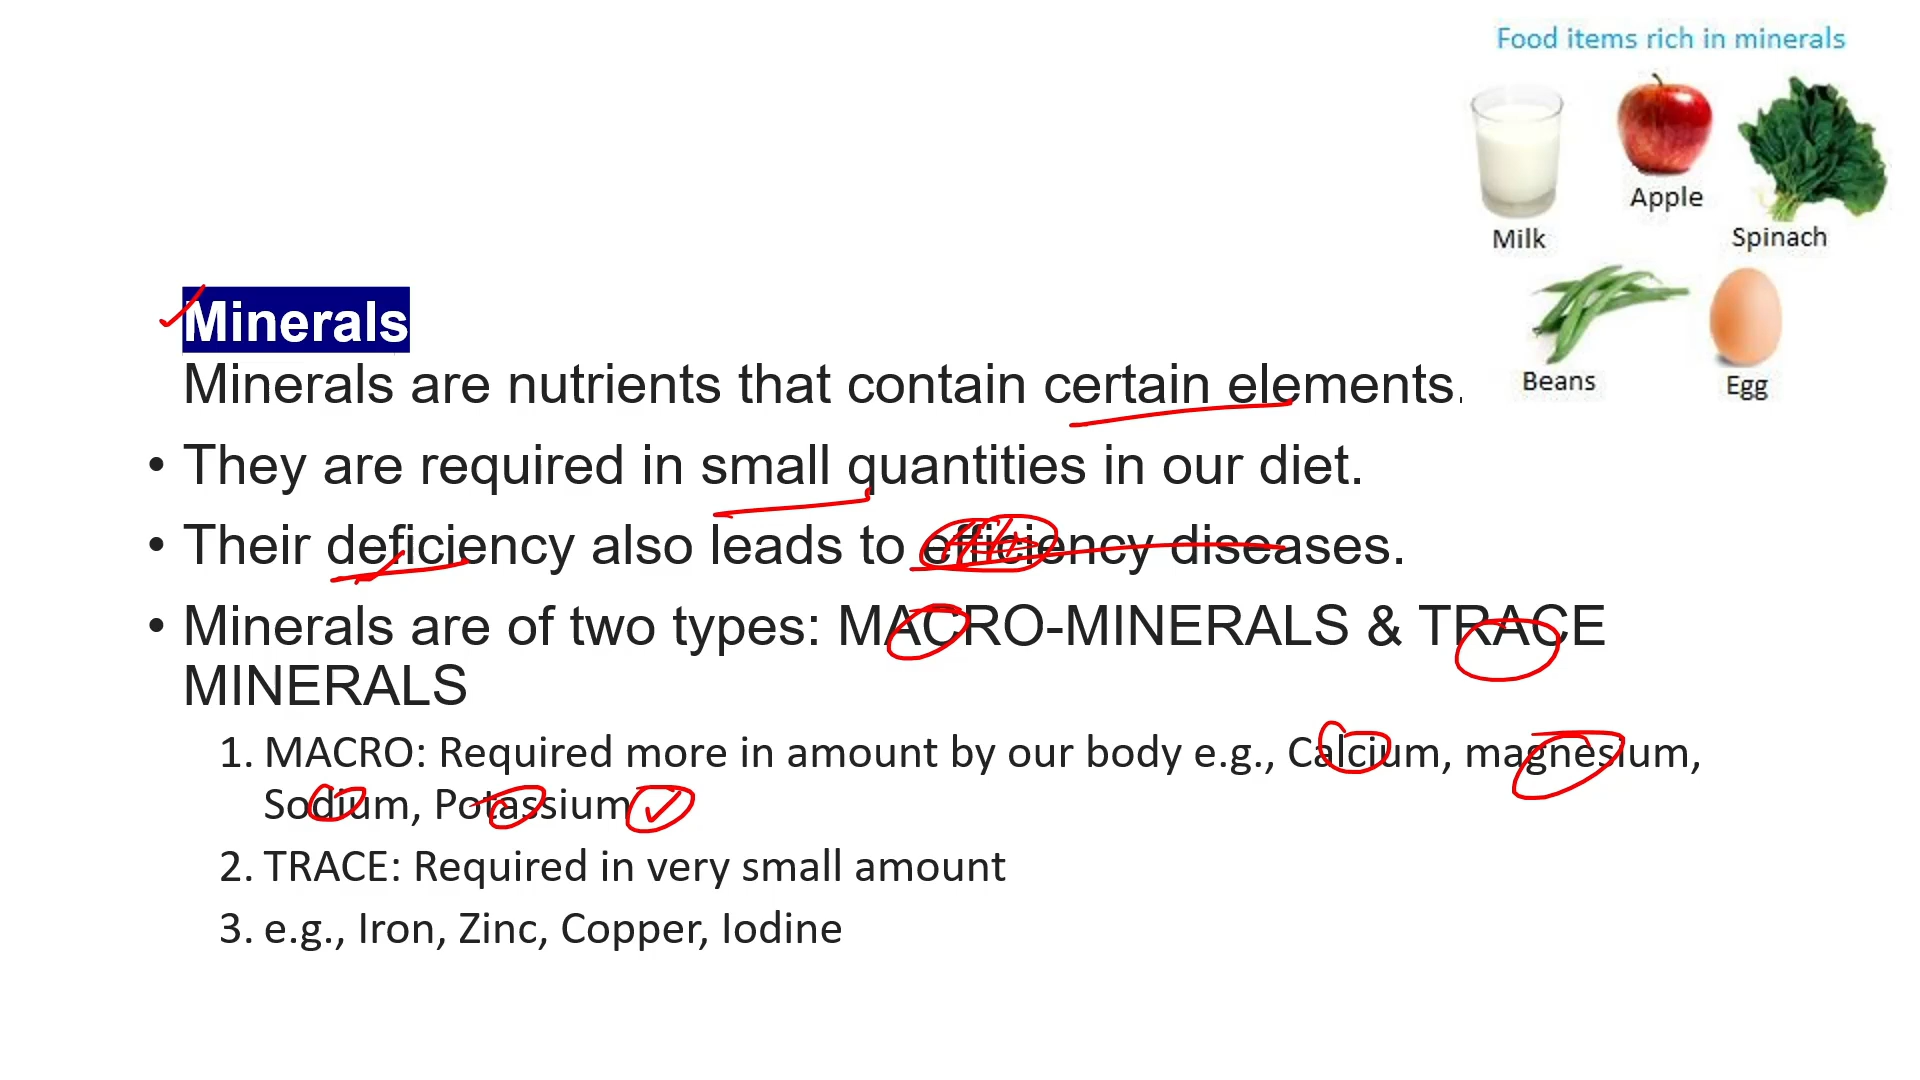 Food items rich in minerals
Milk
Apple
Spinach
Beans
Egg
Minerals
Minerals are nutrients that contain certain elements.
• They are required in small quantities in our diet.
• Their deficiency also leads to efficiency diseases.
• Minerals are of two types: MACRO-MINERALS & TRACE
MINERALS
1. MACRO: Required more in amount by our body e.g., Calcium, magnesium,
Sodium, Potassium
2. TRACE: Required in very small amount
3. e.g., Iron, Zinc, Copper, Iodine